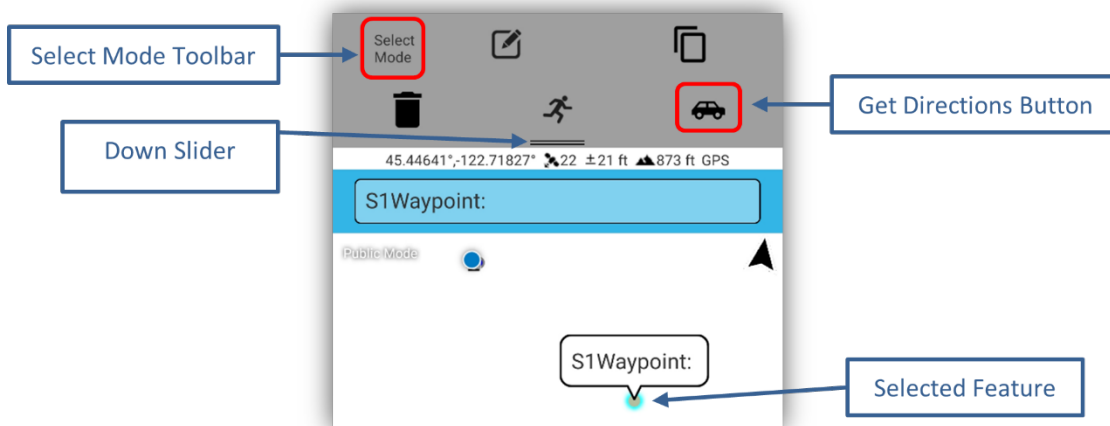 Select Mode Toolbar
Select
Mode
Get Directions Button
Down Slider
45.44641°,-122.71827° 22 ±21 ft 873 ft GPS
S1Waypoint:
Public Mode
S1Waypoint:
Selected Feature